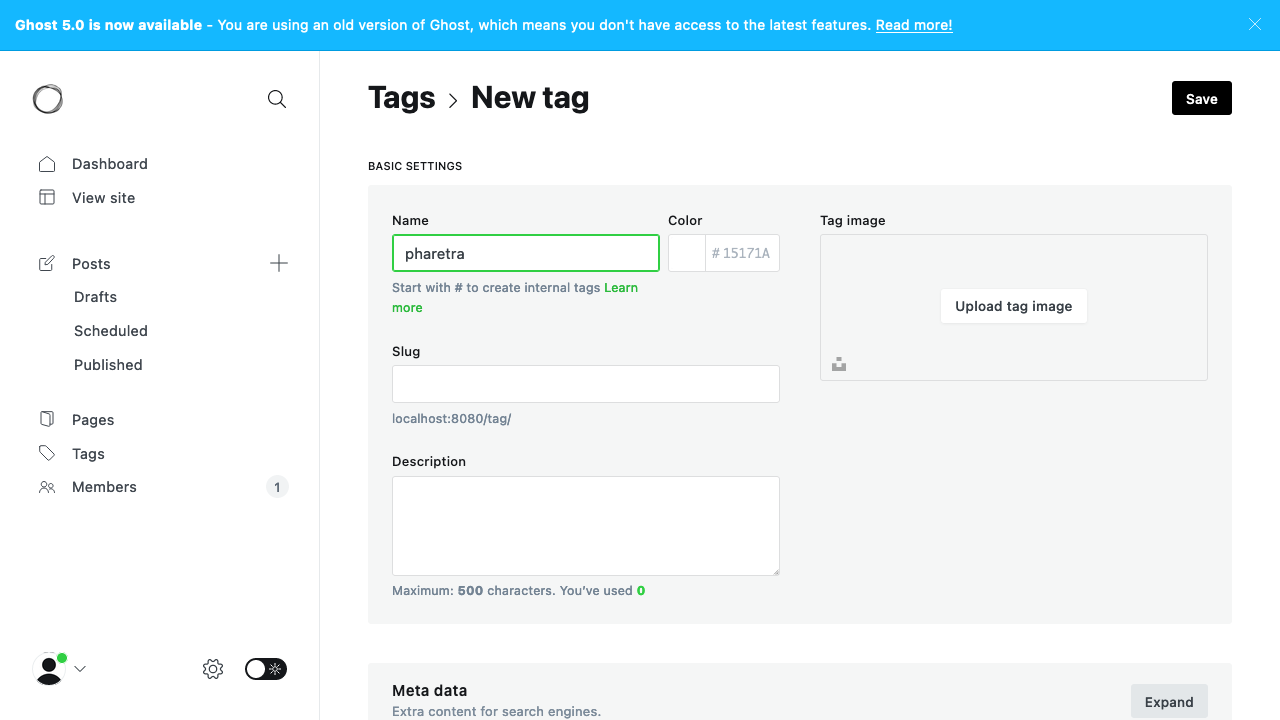 Ghost 5.0 is now available - You are using an old version of Ghost, which means you don't have access to the latest features. Read more!
Tags > New tag
Save
Dashboard
View site
Posts
Drafts
Scheduled
Published
Pages
Tags
Members
1
BASIC SETTINGS
Name
pharetra
Start with # to create internal tags Learn
more
Color
# 15171A
Slug
localhost:8080/tag/
Description
Maximum: 500 characters. You've used 0
Tag image
Upload tag image
Meta data
Extra content for search engines.
Expand